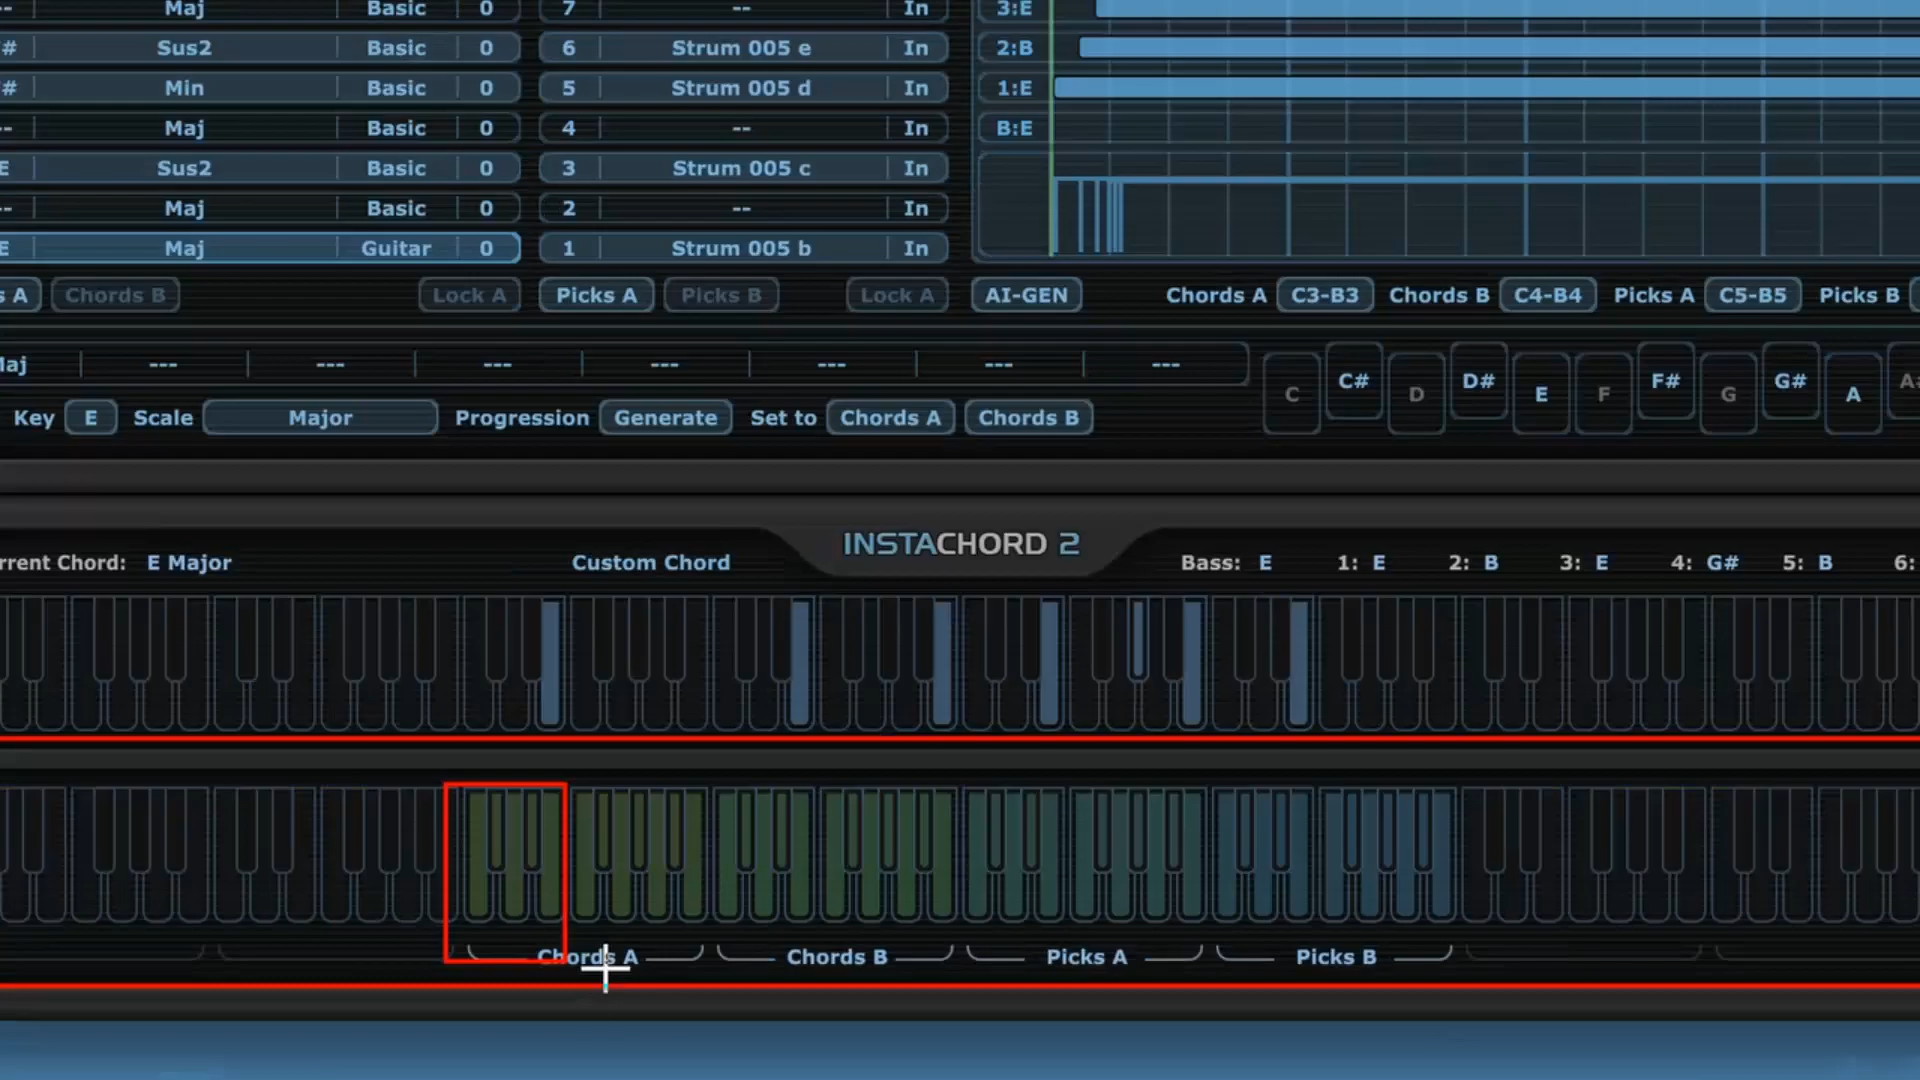 -- Maj Basic 0 7 -- In 3:E
# Sus2 Basic 0 6 Strum 005 e In 2:B
# Min Basic 0 5 Strum 005 d In 1:E
-- Maj Basic 0 4 -- In B:E
E Sus2 Basic 0 3 Strum 005 c In
-- Maj Basic 0 2 -- In
E Maj Guitar 0 1 Strum 005 b In
s A Chords B Lock A Picks A Picks B Lock A AI-GEN Chords A C3-B3 Chords B C4-B4 Picks A C5-B5 Picks B
Maj --- --- --- --- --- --- --- C C# D D# E F F# G G# A A#
Key E Scale Major Progression Generate Set to Chords A Chords B
INSTACHORD 2
rrent Chord: E Major Custom Chord Bass: E 1: E 2: B 3: E 4: G# 5: B 6:
Chords A Chords B Picks A Picks B